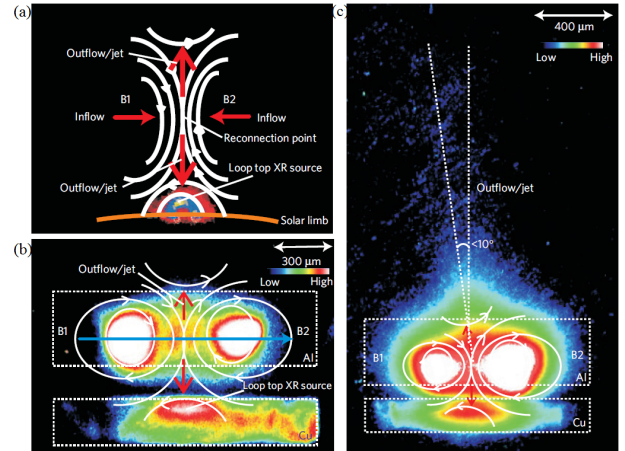 (a)
Outflow/jet
B1
B2
Inflow
Inflow
Reconnection point
Loop top XR source
Outflow/jet
Solar limb
(b)
300 μm
Low
High
Outflow/jet
B1
B2
Al
Loop top XR source
Cu
(c)
400 μm
Low
High
Outflow/jet
<10°
B1
B2
Al
Cu